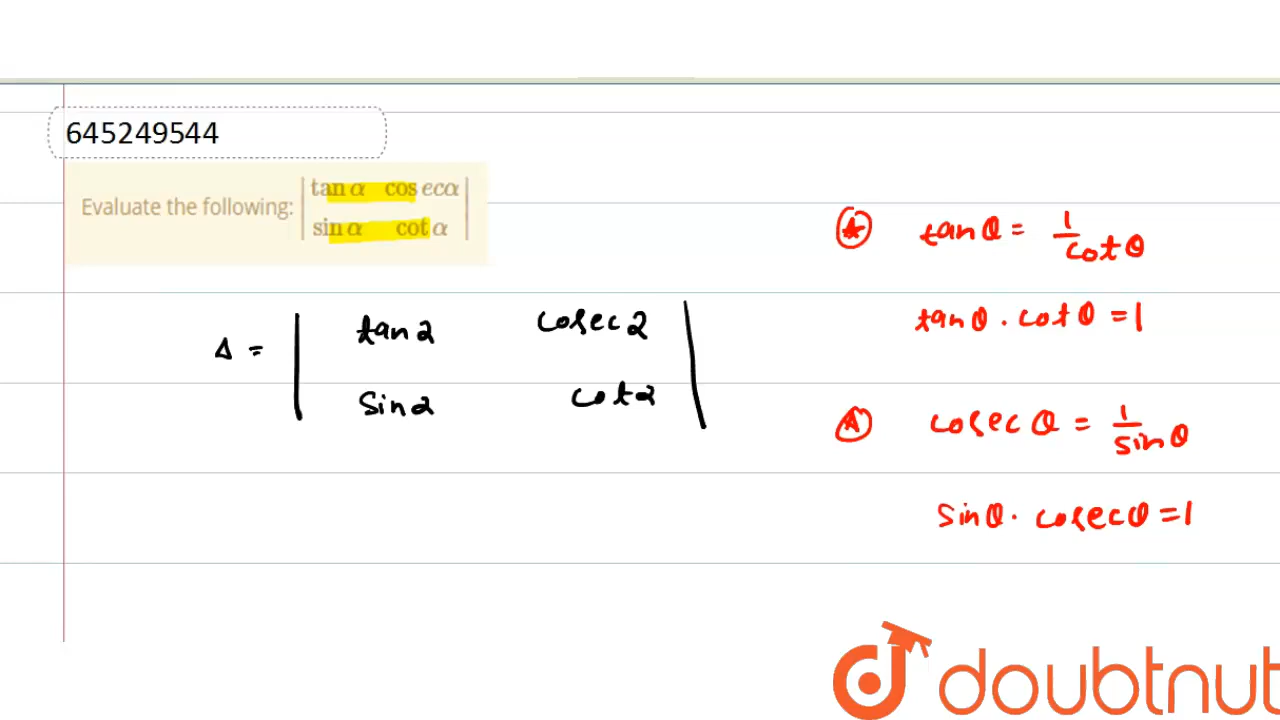 645249544
Evaluate the following: | tan α cos ecα |
| sin α cot α |
⊛ tan θ = 1/cot θ
Δ = | tan α cosec α |
| sin α cot α |
tan θ . cot θ = 1
⊛ cosec θ = 1/sin θ
sin θ . cosec θ = 1
doubtnut